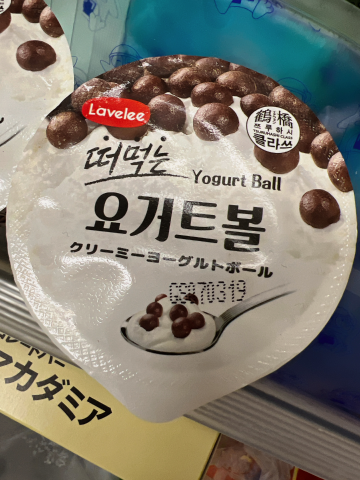 Lavelee
鶴橋
쯔루하시
TSURUHASHI CLASS
클라쓰
떠먹는
Yogurt Ball
요거트볼
クリーミーヨーグルトボール
カダミア